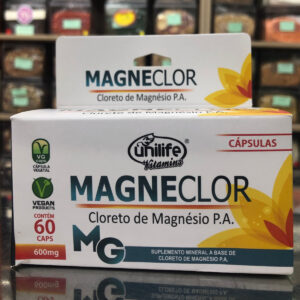 MAGNECLOR
Cloreto de Magnésio P.A.
CÁPSULAS
unilife
Vitamins
VG
CÁPSULA
VEGETAL
VEGAN
PRODUCTS
CONTÉM
60
CAPS
600mg
MAGNECLOR
Cloreto de Magnésio P.A.
MG
SUPLEMENTO MINERAL A BASE DE
CLORETO DE MAGNÉSIO P.A.